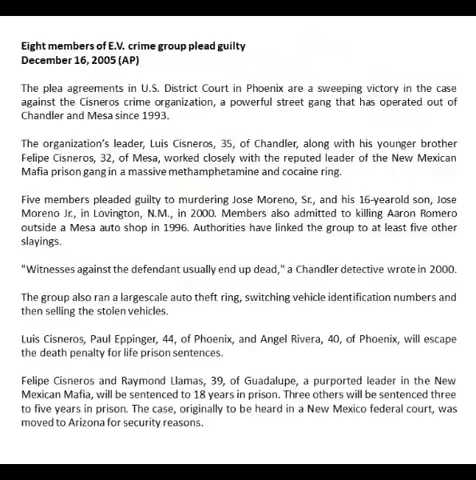 Eight members of E.V. crime group plead guilty
December 16, 2005 (AP)
The plea agreements in U.S. District Court in Phoenix are a sweeping victory in the case
against the Cisneros crime organization, a powerful street gang that has operated out of
Chandler and Mesa since 1993.
The organization's leader, Luis Cisneros, 35, of Chandler, along with his younger brother
Felipe Cisneros, 32, of Mesa, worked closely with the reputed leader of the New Mexican
Mafia prison gang in a massive methamphetamine and cocaine ring.
Five members pleaded guilty to murdering Jose Moreno, Sr., and his 16-yearold son, Jose
Moreno Jr., in Lovington, N.M., in 2000. Members also admitted to killing Aaron Romero
outside a Mesa auto shop in 1996. Authorities have linked the group to at least five other
slayings.
"Witnesses against the defendant usually end up dead," a Chandler detective wrote in 2000.
The group also ran a largescale auto theft ring, switching vehicle identification numbers and
then selling the stolen vehicles.
Luis Cisneros, Paul Eppinger, 44, of Phoenix, and Angel Rivera, 40, of Phoenix, will escape
the death penalty for life prison sentences.
Felipe Cisneros and Raymond Llamas, 39, of Guadalupe, a purported leader in the New
Mexican Mafia, will be sentenced to 18 years in prison. Three others will be sentenced three
to five years in prison. The case, originally to be heard in a New Mexico federal court, was
moved to Arizona for security reasons.